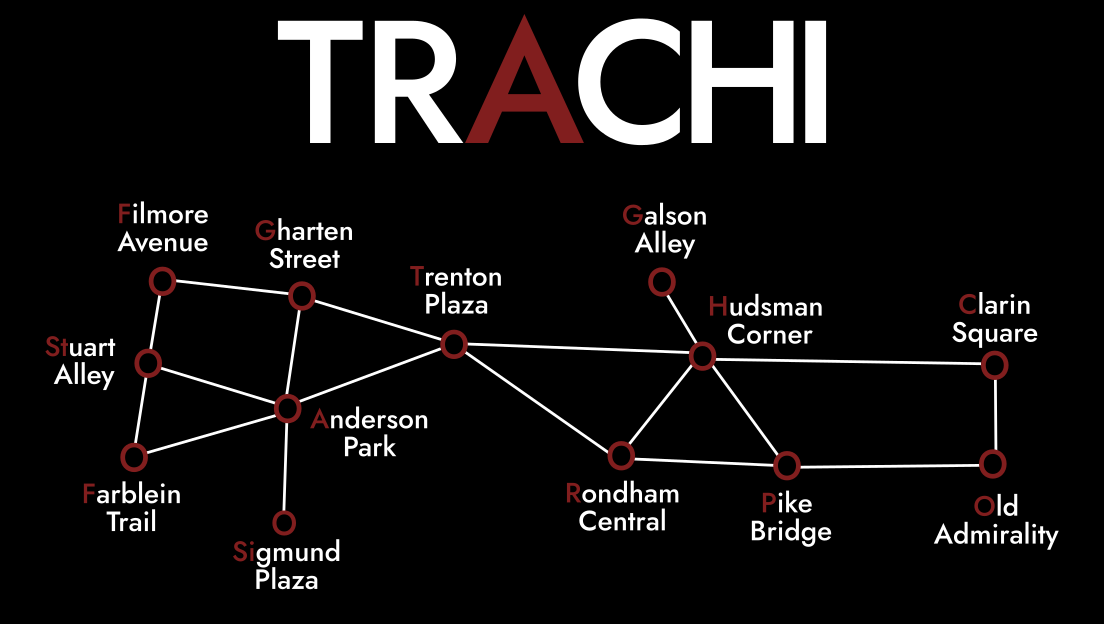 TRACHI
Filmore
Avenue
Gharten
Street
Trenton
Plaza
Galson
Alley
Hudsman
Corner
Clarin
Square
Stuart
Alley
Anderson
Park
Farblein
Trail
Sigmund
Plaza
Rondham
Central
Pike
Bridge
Old
Admirality